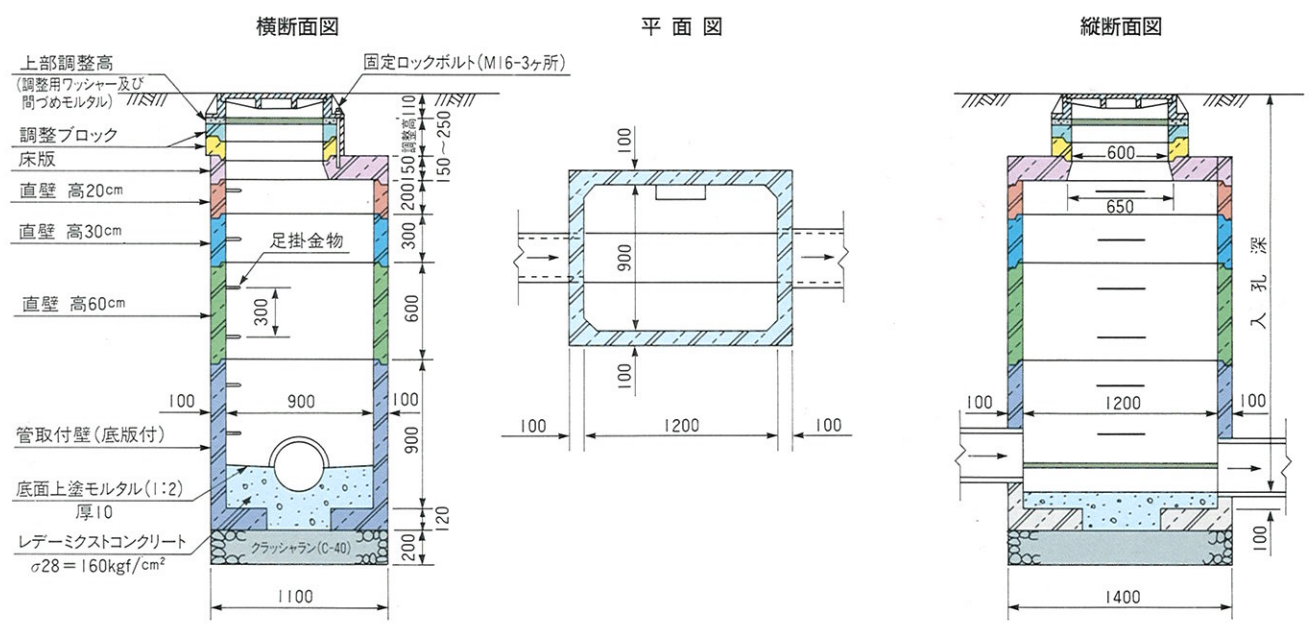 横断面図
平面図
縦断面図
上部調整高
(調整用ワッシャー及び
間づめモルタル)
固定ロックボルト(M16-3ヶ所)
調整ブロック
床版
直壁 高20cm
直壁 高30cm
足掛金物
直壁 高60cm
300
100
900
100
管取付壁(底版付)
底面上塗モルタル(1:2)
厚10
レデーミクストコンクリート
σ28=160kgf/cm²
クラッシャラン(C-40)
1100
110
調整高
150~250
150
200
300
600
900
120
200
100
900
100
100
1200
100
600
650
人孔深
100
1200
100
100
1400